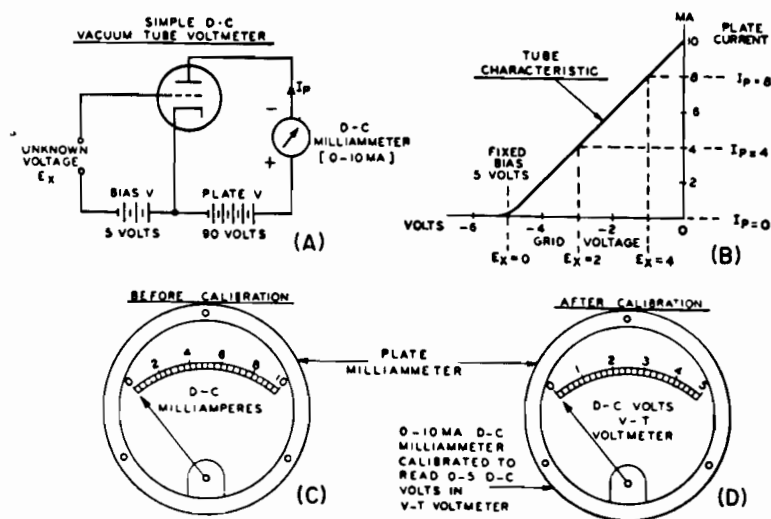 SIMPLE D-C
VACUUM TUBE VOLTMETER
IP
-
D-C
MILLIAMMETER
[0-10MA]
+
UNKNOWN
VOLTAGE
EX
BIAS V
5 VOLTS
PLATE V
90 VOLTS
(A)
MA
PLATE
CURRENT
10
TUBE
CHARACTERISTIC
8
IP=8
6
FIXED
BIAS
5 VOLTS
4
IP=4
2
IP=0
VOLTS
-6
-4
-2
0
GRID VOLTAGE
EX=0
EX=2
EX=4
(B)
BEFORE CALIBRATION
2 4 6 8 10
D-C
MILLIAMPERES
(C)
PLATE
MILLIAMMETER
AFTER CALIBRATION
1 2 3 4 5
D-C VOLTS
V-T
VOLTMETER
(D)
0-10MA D-C
MILLIAMMETER
CALIBRATED TO
READ 0-5 D-C
VOLTS IN
V-T VOLTMETER